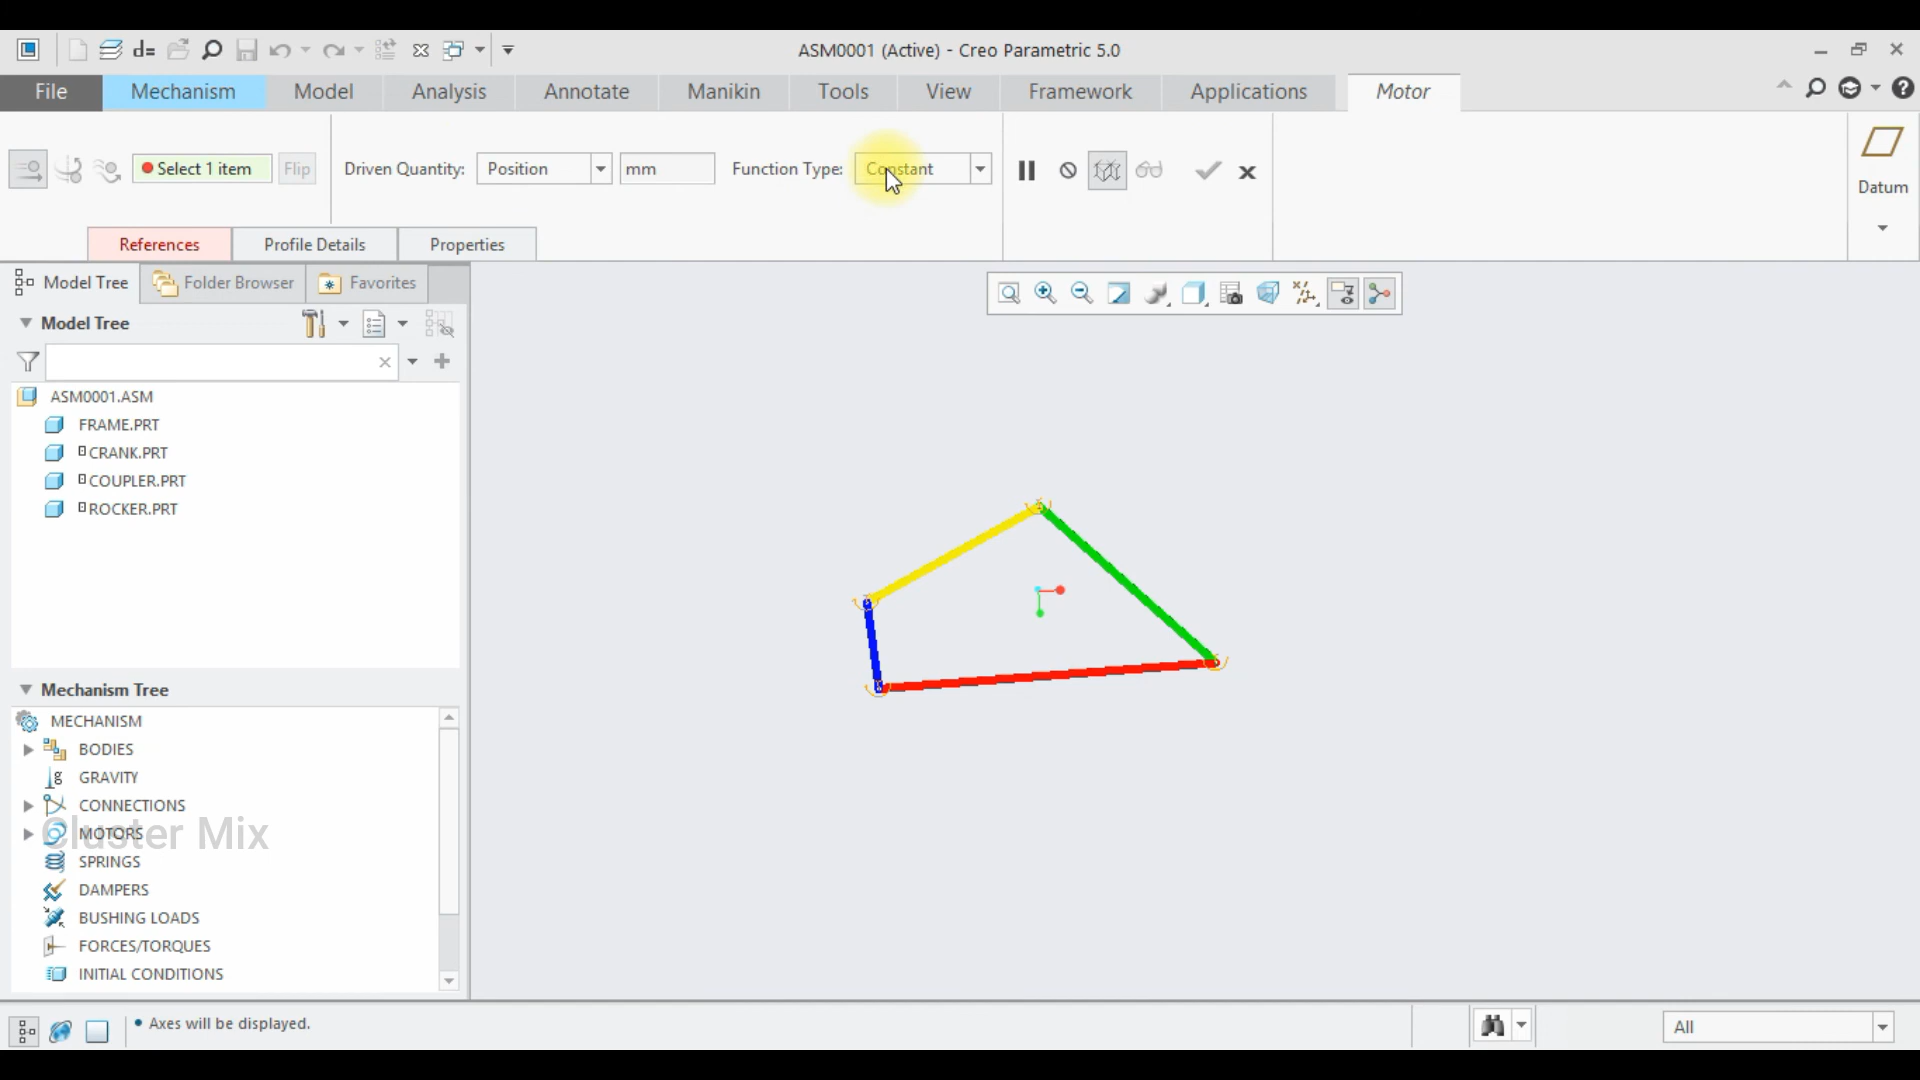 d=
ASM0001 (Active) - Creo Parametric 5.0
File
Mechanism
Model
Analysis
Annotate
Manikin
Tools
View
Framework
Applications
Motor
Select 1 item
Flip
Driven Quantity:
Position
mm
Function Type:
Constant
Datum
References
Profile Details
Properties
Model Tree
Folder Browser
Favorites
Model Tree
ASM0001.ASM
FRAME.PRT
CRANK.PRT
COUPLER.PRT
ROCKER.PRT
Mechanism Tree
MECHANISM
BODIES
GRAVITY
CONNECTIONS
MOTORS
Cluster Mix
SPRINGS
DAMPERS
BUSHING LOADS
FORCES/TORQUES
INITIAL CONDITIONS
Axes will be displayed.
All